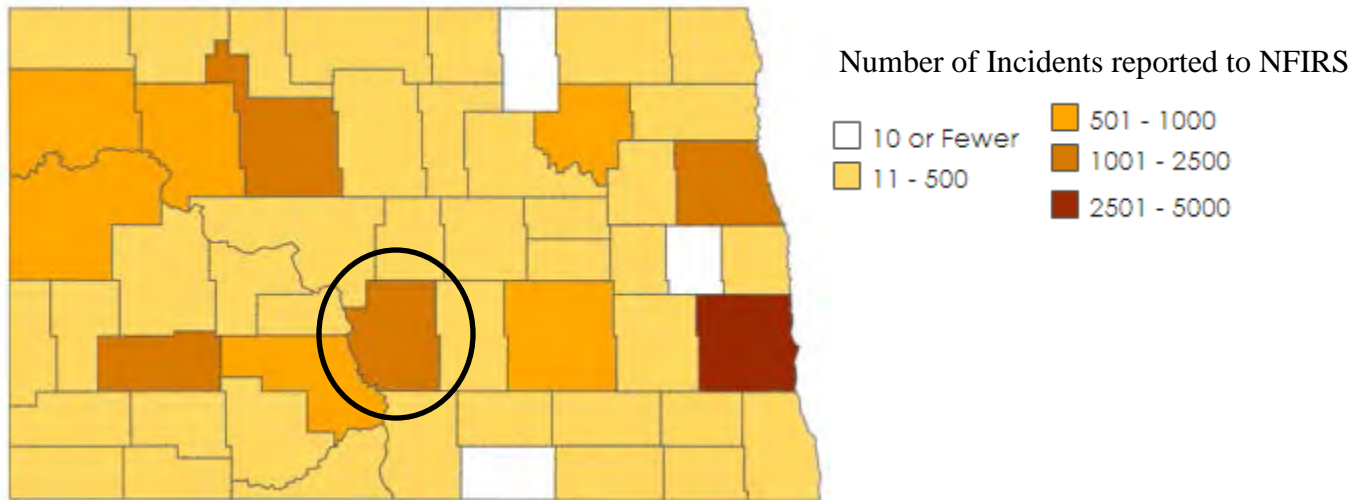 Number of Incidents reported to NFIRS
10 or Fewer
11 - 500
501 - 1000
1001 - 2500
2501 - 5000